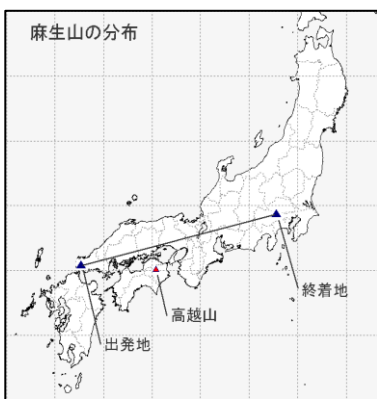 麻生山の分布
終着地
高越山
出発地